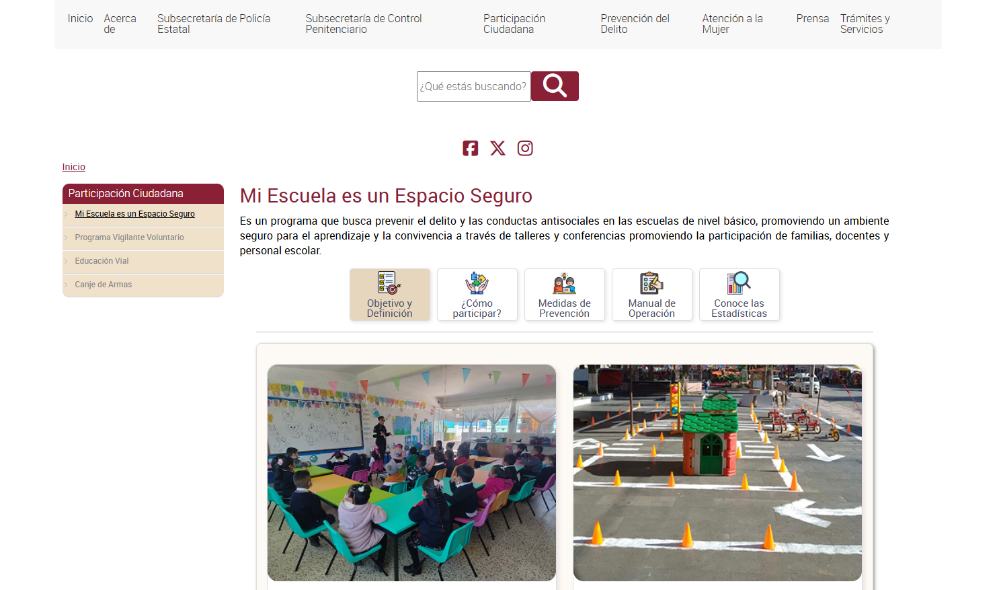 Inicio
Acerca de
Subsecretaría de Policía Estatal
Subsecretaría de Control Penitenciario
Participación Ciudadana
Prevención del Delito
Atención a la Mujer
Prensa
Trámites y Servicios
¿Qué estás buscando?
Inicio
Participación Ciudadana
Mi Escuela es un Espacio Seguro
Programa Vigilante Voluntario
Educación Vial
Canje de Armas
Mi Escuela es un Espacio Seguro
Es un programa que busca prevenir el delito y las conductas antisociales en las escuelas de nivel básico, promoviendo un ambiente
seguro para el aprendizaje y la convivencia a través de talleres y conferencias promoviendo la participación de familias, docentes y
personal escolar.
Objetivo y
Definición
¿Cómo
participar?
Medidas de
Prevención
Manual de
Operación
Conoce las
Estadísticas